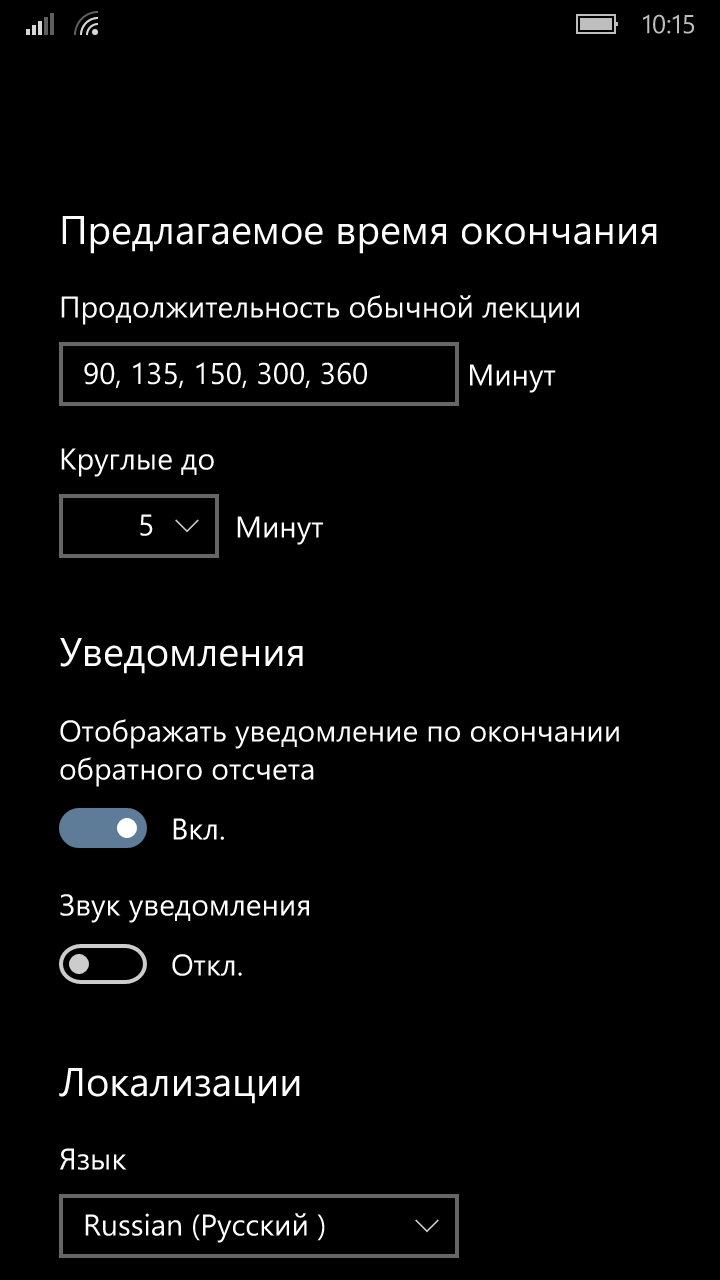 10:15
Предлагаемое время окончания
Продолжительность обычной лекции
90, 135, 150, 300, 360 Минут
Круглые до
5 Минут
Уведомления
Отображать уведомление по окончании
обратного отсчета
Вкл.
Звук уведомления
Откл.
Локализации
Язык
Russian (Русский )